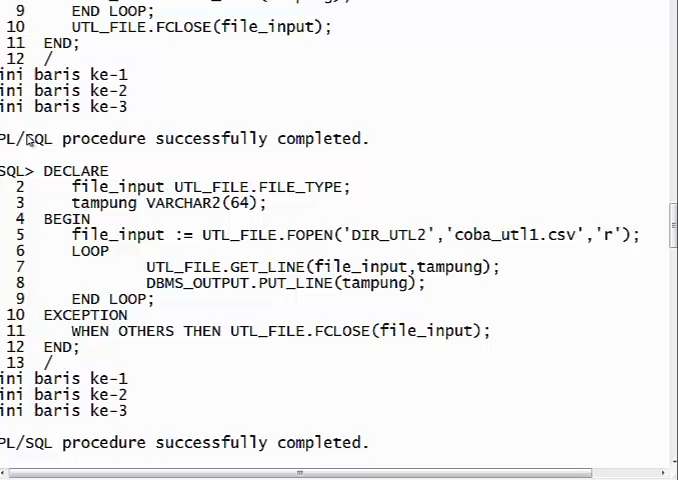 9   END LOOP;
10   UTL_FILE.FCLOSE(file_input);
11  END;
12  /
ini baris ke-1
ini baris ke-2
ini baris ke-3
PL/SQL procedure successfully completed.
SQL> DECLARE
2      file_input UTL_FILE.FILE_TYPE;
3      tampung VARCHAR2(64);
4  BEGIN
5      file_input := UTL_FILE.FOPEN('DIR_UTL2','coba_utl1.csv','r');
6      LOOP
7              UTL_FILE.GET_LINE(file_input,tampung);
8              DBMS_OUTPUT.PUT_LINE(tampung);
9      END LOOP;
10  EXCEPTION
11      WHEN OTHERS THEN UTL_FILE.FCLOSE(file_input);
12  END;
13  /
ini baris ke-1
ini baris ke-2
ini baris ke-3
PL/SQL procedure successfully completed.